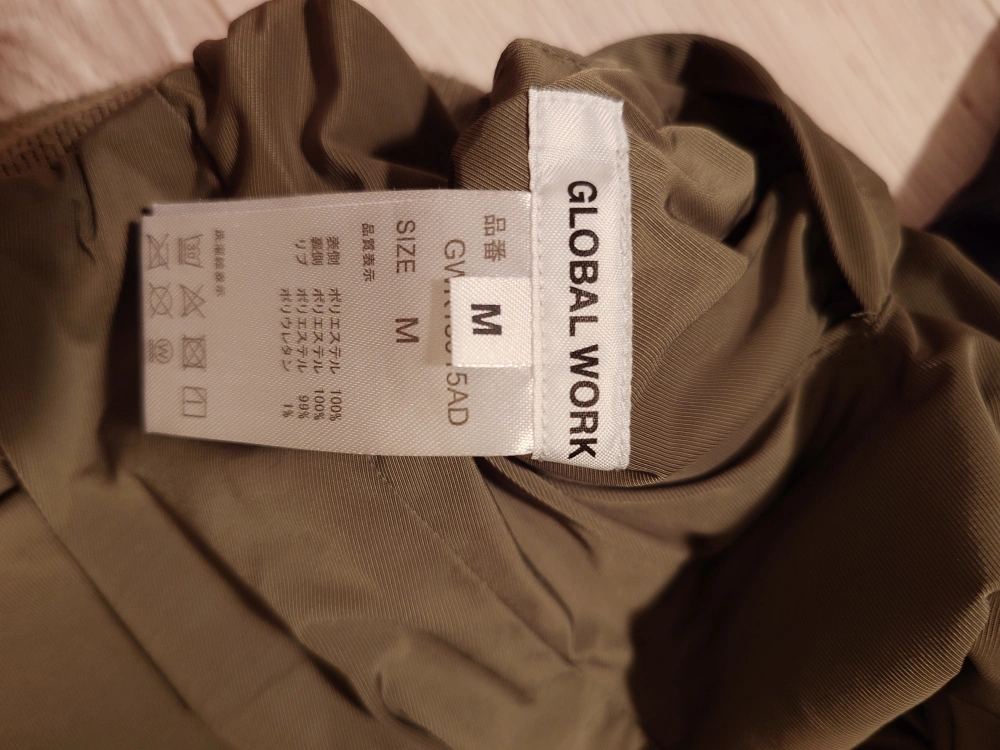 GLOBAL WORK
M
品番
SIZE M
品質表示
表側 ポリエステル 100%
裏側 ポリエステル 100%
リブ ポリエステル 99%
ポリウレタン 1%
W